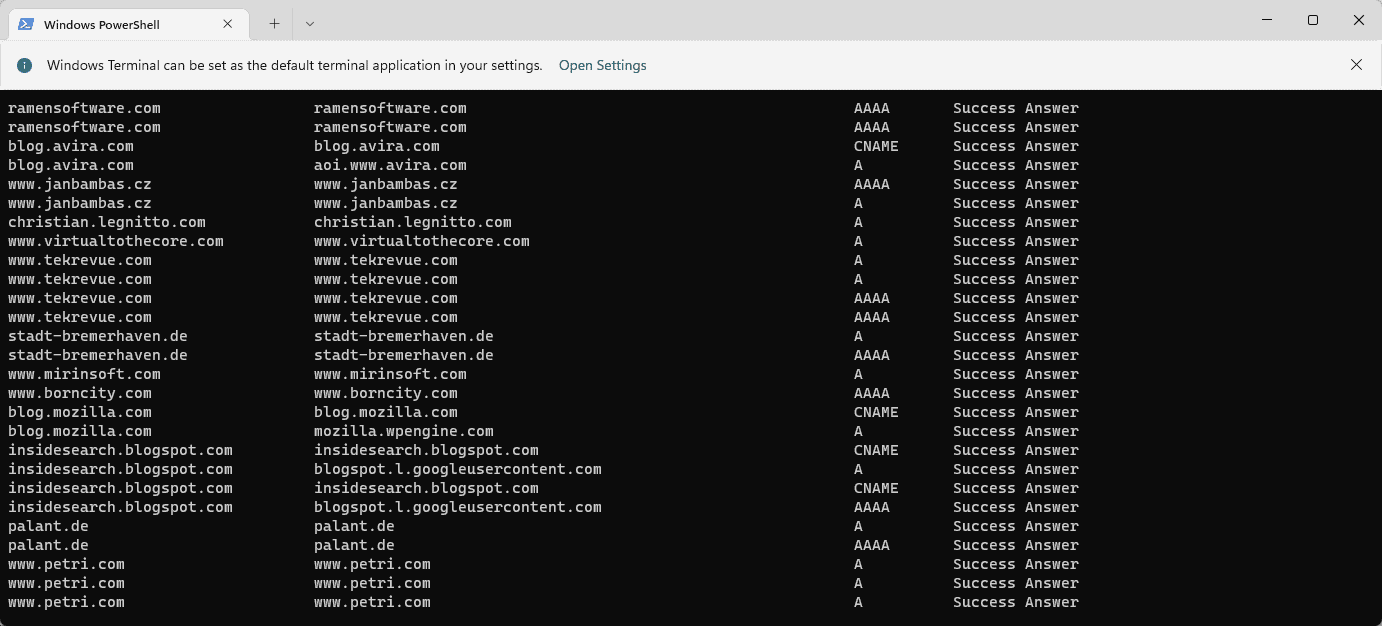 Windows PowerShell
Windows Terminal can be set as the default terminal application in your settings. Open Settings
ramensoftware.com ramensoftware.com AAAA Success Answer
ramensoftware.com ramensoftware.com AAAA Success Answer
blog.avira.com blog.avira.com CNAME Success Answer
blog.avira.com aoi.www.avira.com A Success Answer
www.janbambas.cz www.janbambas.cz AAAA Success Answer
www.janbambas.cz www.janbambas.cz A Success Answer
christian.legnitto.com christian.legnitto.com A Success Answer
www.virtualtothecore.com www.virtualtothecore.com A Success Answer
www.tekrevue.com www.tekrevue.com A Success Answer
www.tekrevue.com www.tekrevue.com A Success Answer
www.tekrevue.com www.tekrevue.com AAAA Success Answer
www.tekrevue.com www.tekrevue.com AAAA Success Answer
stadt-bremerhaven.de stadt-bremerhaven.de A Success Answer
stadt-bremerhaven.de stadt-bremerhaven.de AAAA Success Answer
www.mirinsoft.com www.mirinsoft.com A Success Answer
www.borncity.com www.borncity.com AAAA Success Answer
blog.mozilla.com blog.mozilla.com CNAME Success Answer
blog.mozilla.com mozilla.wpengine.com A Success Answer
insidesearch.blogspot.com insidesearch.blogspot.com CNAME Success Answer
insidesearch.blogspot.com blogspot.l.googleusercontent.com A Success Answer
insidesearch.blogspot.com insidesearch.blogspot.com CNAME Success Answer
insidesearch.blogspot.com blogspot.l.googleusercontent.com AAAA Success Answer
palant.de palant.de A Success Answer
palant.de palant.de AAAA Success Answer
www.petri.com www.petri.com A Success Answer
www.petri.com www.petri.com A Success Answer
www.petri.com www.petri.com A Success Answer